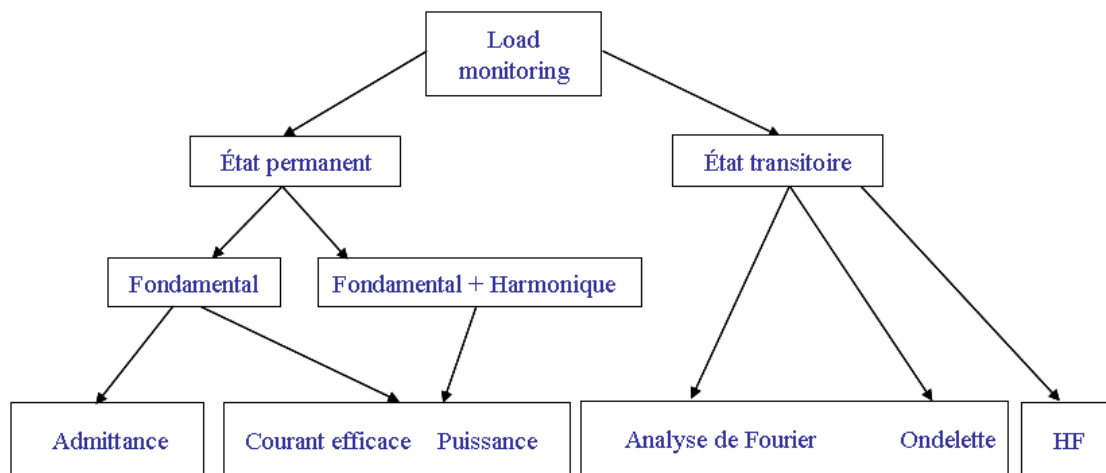 Load
monitoring
État permanent
État transitoire
Fondamental
Fondamental + Harmonique
Admittance
Courant efficace Puissance
Analyse de Fourier Ondelette
HF